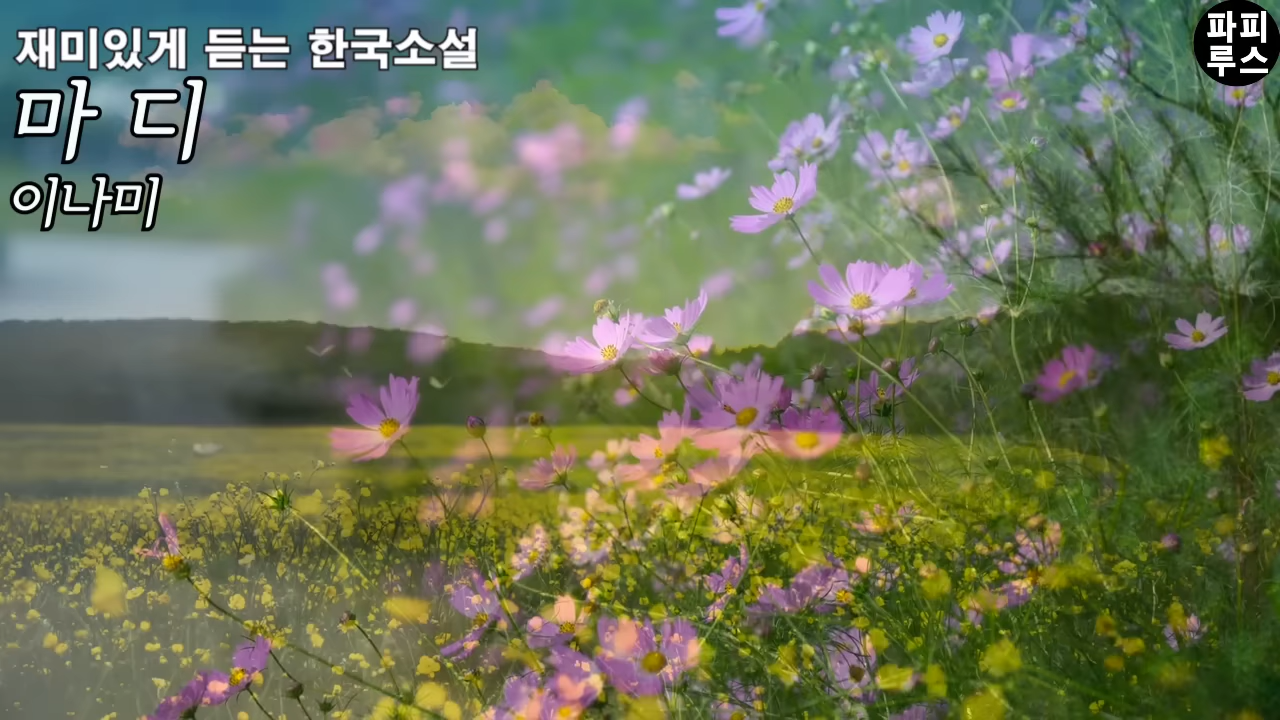 재미있게 듣는 한국소설
마 디
이나미
파피
루스